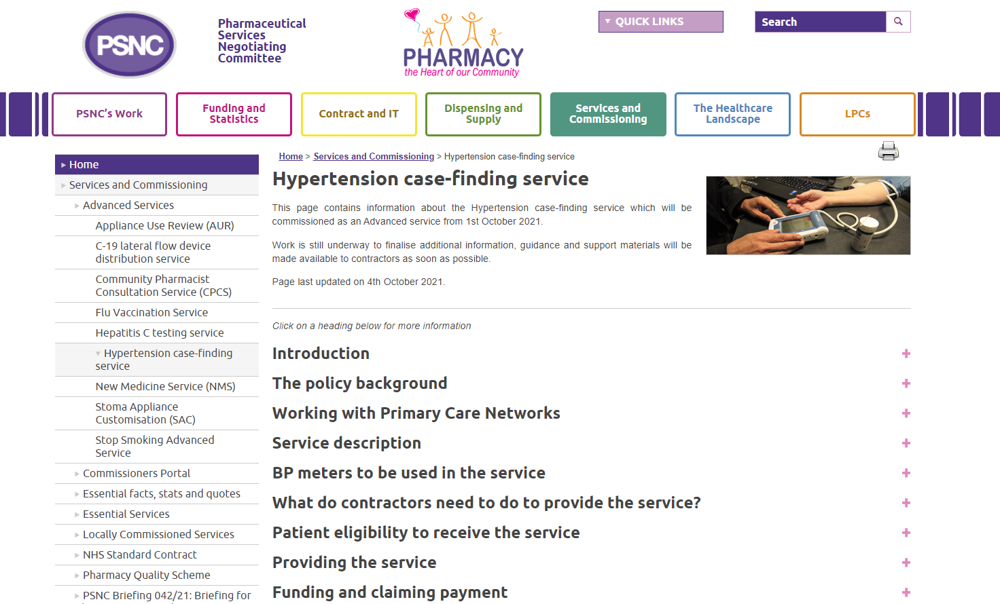 PSNC
Pharmaceutical
Services
Negotiating
Committee
PHARMACY
the Heart of our Community
QUICK LINKS
Search
PSNC's Work
Funding and
Statistics
Contract and IT
Dispensing and
Supply
Services and
Commissioning
The Healthcare
Landscape
LPCs
Home
Services and Commissioning
Advanced Services
Appliance Use Review (AUR)
C-19 lateral flow device
distribution service
Community Pharmacist
Consultation Service (CPCS)
Flu Vaccination Service
Hepatitis C testing service
Hypertension case-finding
service
New Medicine Service (NMS)
Stoma Appliance
Customisation (SAC)
Stop Smoking Advanced
Service
Commissioners Portal
Essential facts, stats and quotes
Essential Services
Locally Commissioned Services
NHS Standard Contract
Pharmacy Quality Scheme
PSNC Briefing 042/21: Briefing for
Home > Services and Commissioning > Hypertension case-finding service
Hypertension case-finding service
This page contains information about the Hypertension case-finding service which will be
commissioned as an Advanced service from 1st October 2021.
Work is still underway to finalise additional information, guidance and support materials will be
made available to contractors as soon as possible.
Page last updated on 4th October 2021.
Click on a heading below for more information
Introduction
The policy background
Working with Primary Care Networks
Service description
BP meters to be used in the service
What do contractors need to do to provide the service?
Patient eligibility to receive the service
Providing the service
Funding and claiming payment